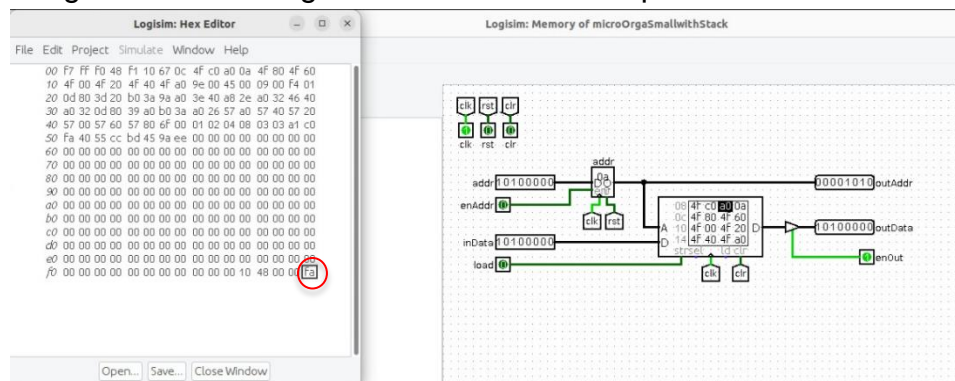 Logisim: Hex Editor
Logisim: Memory of microOrgaSmallwithStack
File Edit Project Simulate Window Help
00 f7 ff f0 48 f1 10 67 0c 4f c0 a0 0a 4f 80 4f 60
10 4f 00 4f 20 4f 40 4f a0 9e 00 45 00 09 00 f4 01
20 0d 80 3d 20 b0 3a 9a a0 3e 40 a8 2e a0 32 46 40
30 a0 32 0d 80 39 a0 b0 3a a0 26 57 a0 57 40 57 20
40 57 00 57 60 57 80 6f 00 01 02 04 08 03 03 a1 c0
50 fa 40 55 cc bd 45 9a ee 00 00 00 00 00 00 00 00
60 00 00 00 00 00 00 00 00 00 00 00 00 00 00 00 00
70 00 00 00 00 00 00 00 00 00 00 00 00 00 00 00 00
80 00 00 00 00 00 00 00 00 00 00 00 00 00 00 00 00
90 00 00 00 00 00 00 00 00 00 00 00 00 00 00 00 00
a0 00 00 00 00 00 00 00 00 00 00 00 00 00 00 00 00
b0 00 00 00 00 00 00 00 00 00 00 00 00 00 00 00 00
c0 00 00 00 00 00 00 00 00 00 00 00 00 00 00 00 00
d0 00 00 00 00 00 00 00 00 00 00 00 00 00 00 00 00
e0 00 00 00 00 00 00 00 00 00 00 00 00 00 00 00 00
f0 00 00 00 00 00 00 00 00 00 00 00 10 48 00 00 fa
Open... Save... Close Window
clk rst clr
clk rst clr
addr
addr 10100000 0a 00001010 outAddr
enAddr
clk rst
08 4f c0 a0 0a
0c 4f 80 4f 60
A 10 4f 00 4f 20 D 10100000 outData
inData 10100000 D 14 4f 40 4f a0
strsel ld clr
load enOut
clk clr